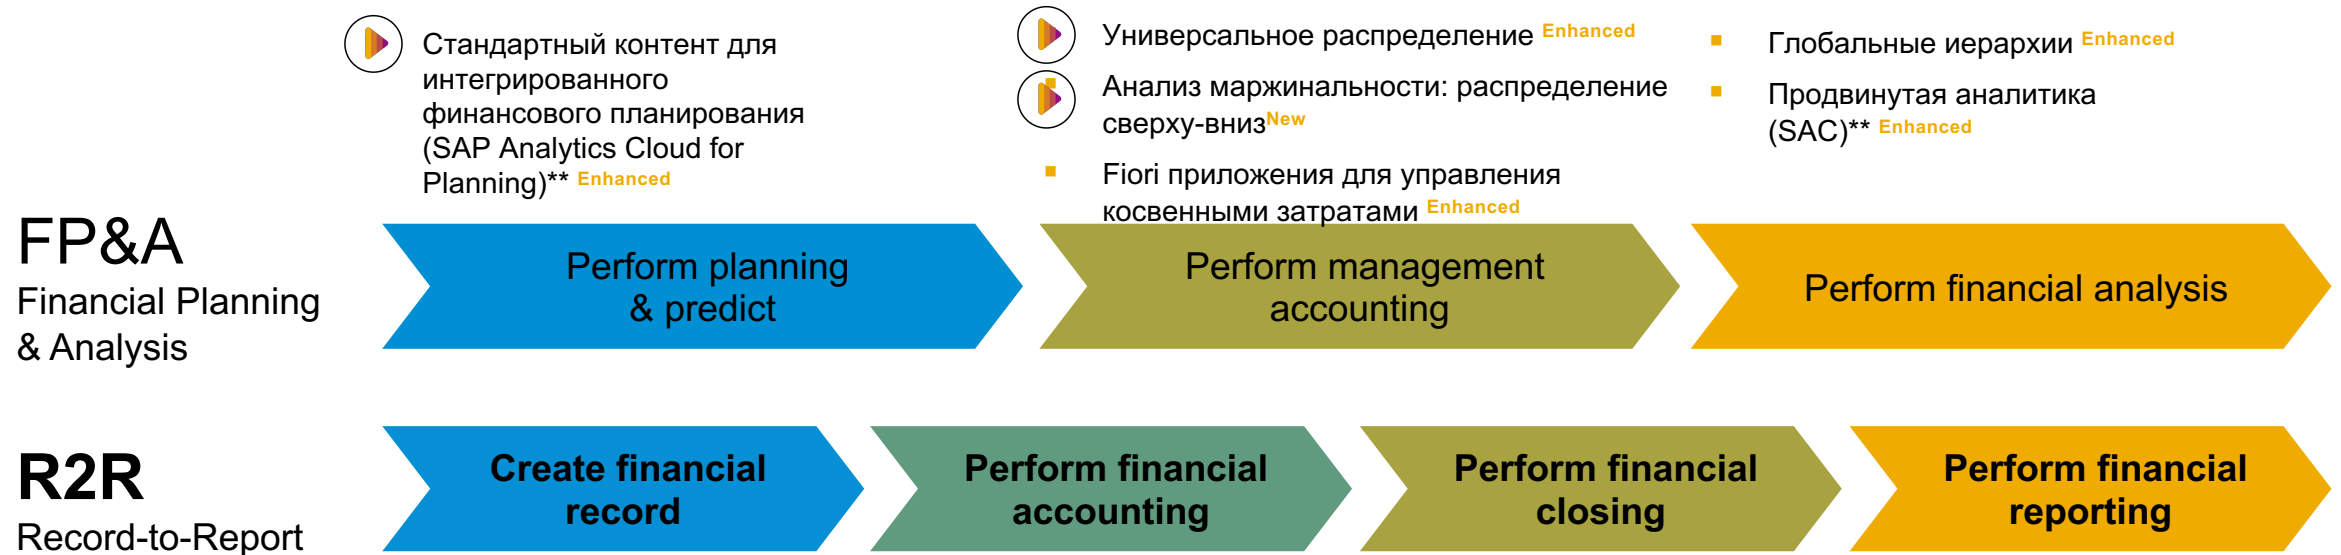 Стандартный контент для
интегрированного
финансового планирования
(SAP Analytics Cloud for
Planning)** Enhanced
Универсальное распределение Enhanced
Анализ маржинальности: распределение
сверху-внизNew
Fiori приложения для управления
косвенными затратами Enhanced
Глобальные иерархии Enhanced
Продвинутая аналитика
(SAC)** Enhanced
FP&A
Financial Planning
& Analysis
Perform planning
& predict
Perform management
accounting
Perform financial analysis
R2R
Record-to-Report
Create financial
record
Perform financial
accounting
Perform financial
closing
Perform financial
reporting